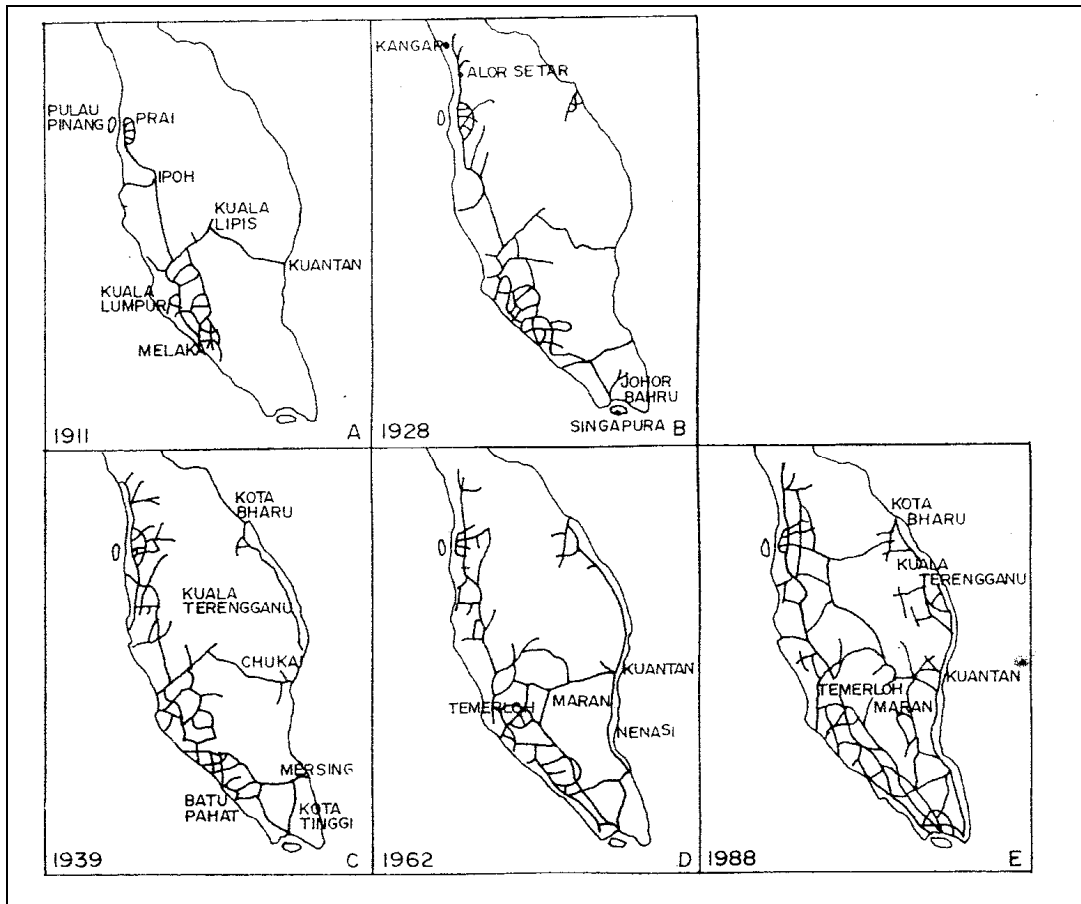 KANGAR
ALOR SETAR
PULAU
PINANG
PRAI
IPOH
KUALA
LIPIS
KUANTAN
KUALA
LUMPUR
MELAKA
1911
A
JOHOR
BAHRU
SINGAPURA
1928
B
KOTA
BHARU
KUALA
TERENGGANU
CHUKAI
MERSING
BATU
PAHAT
KOTA
TINGGI
1939
C
KUANTAN
TEMERLOH
MARAN
NENASI
1962
D
KOTA
BHARU
KUALA
TERENGGANU
KUANTAN
TEMERLOH
MARAN
1988
E